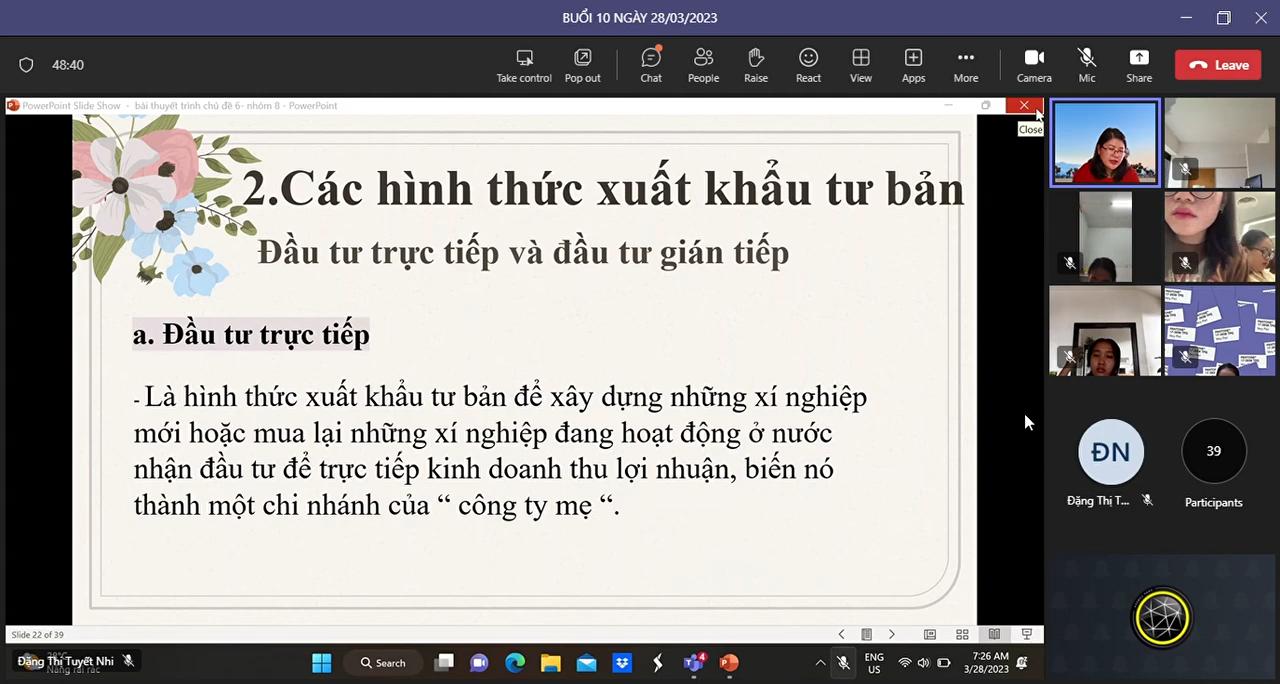 BUỔI 10 NGÀY 28/03/2023
48:40
Take control
Pop out
Chat
People
Raise
React
View
Apps
More
Camera
Mic
Share
Leave
PowerPoint Slide Show - bài thuyết trình chủ đề 6- nhóm 8 - PowerPoint
Close
2.Các hình thức xuất khẩu tư bản
Đầu tư trực tiếp và đầu tư gián tiếp
a. Đầu tư trực tiếp
- Là hình thức xuất khẩu tư bản để xây dựng những xí nghiệp
mới hoặc mua lại những xí nghiệp đang hoạt động ở nước
nhận đầu tư để trực tiếp kinh doanh thu lợi nhuận, biến nó
thành một chi nhánh của “ công ty mẹ “.
ĐN
Đặng Thị T...
39
Participants
Slide 22 of 39
Đặng Thị Tuyết Nhi
Search
4
ENG
US
7:26 AM
3/28/2023